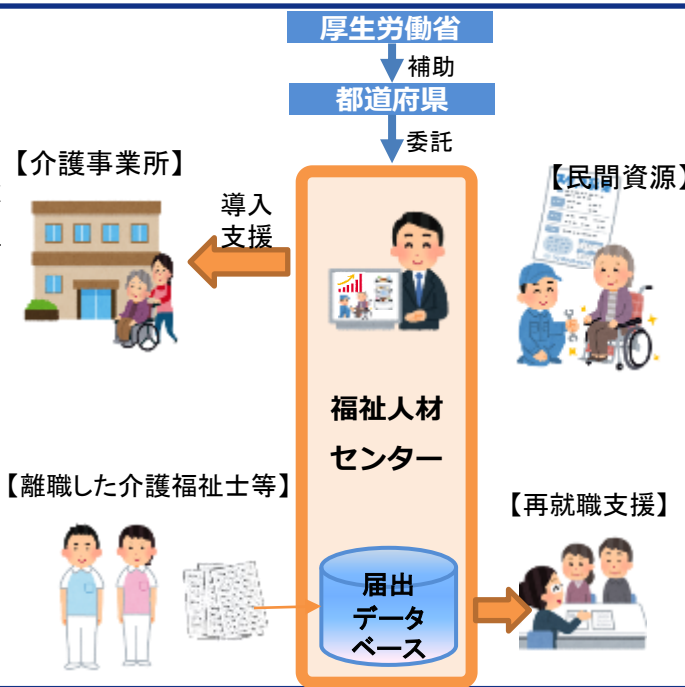 厚生労働省
補助
都道府県
委託
【介護事業所】
【民間資源】
導入
支援
福祉人材
センター
【離職した介護福祉士等】
【再就職支援】
届出
データ
ベース